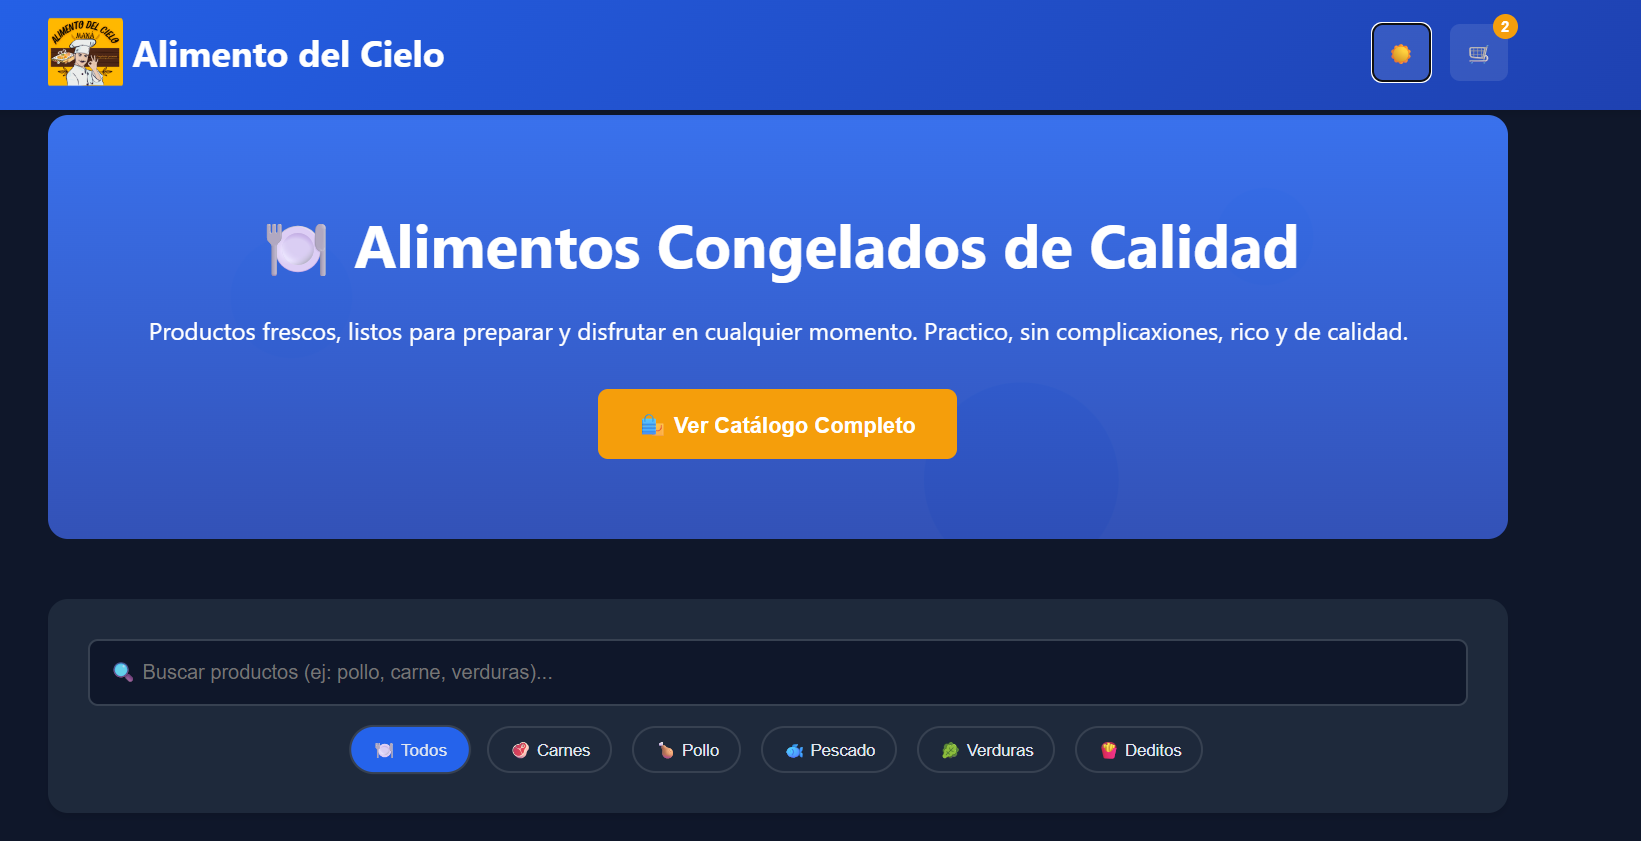 ALIMENTO DEL CIELO
MANÁ
Alimento del Cielo
2
Alimentos Congelados de Calidad
Productos frescos, listos para preparar y disfrutar en cualquier momento. Practico, sin complicaxiones, rico y de calidad.
Ver Catálogo Completo
Buscar productos (ej: pollo, carne, verduras)...
Todos
Carnes
Pollo
Pescado
Verduras
Deditos